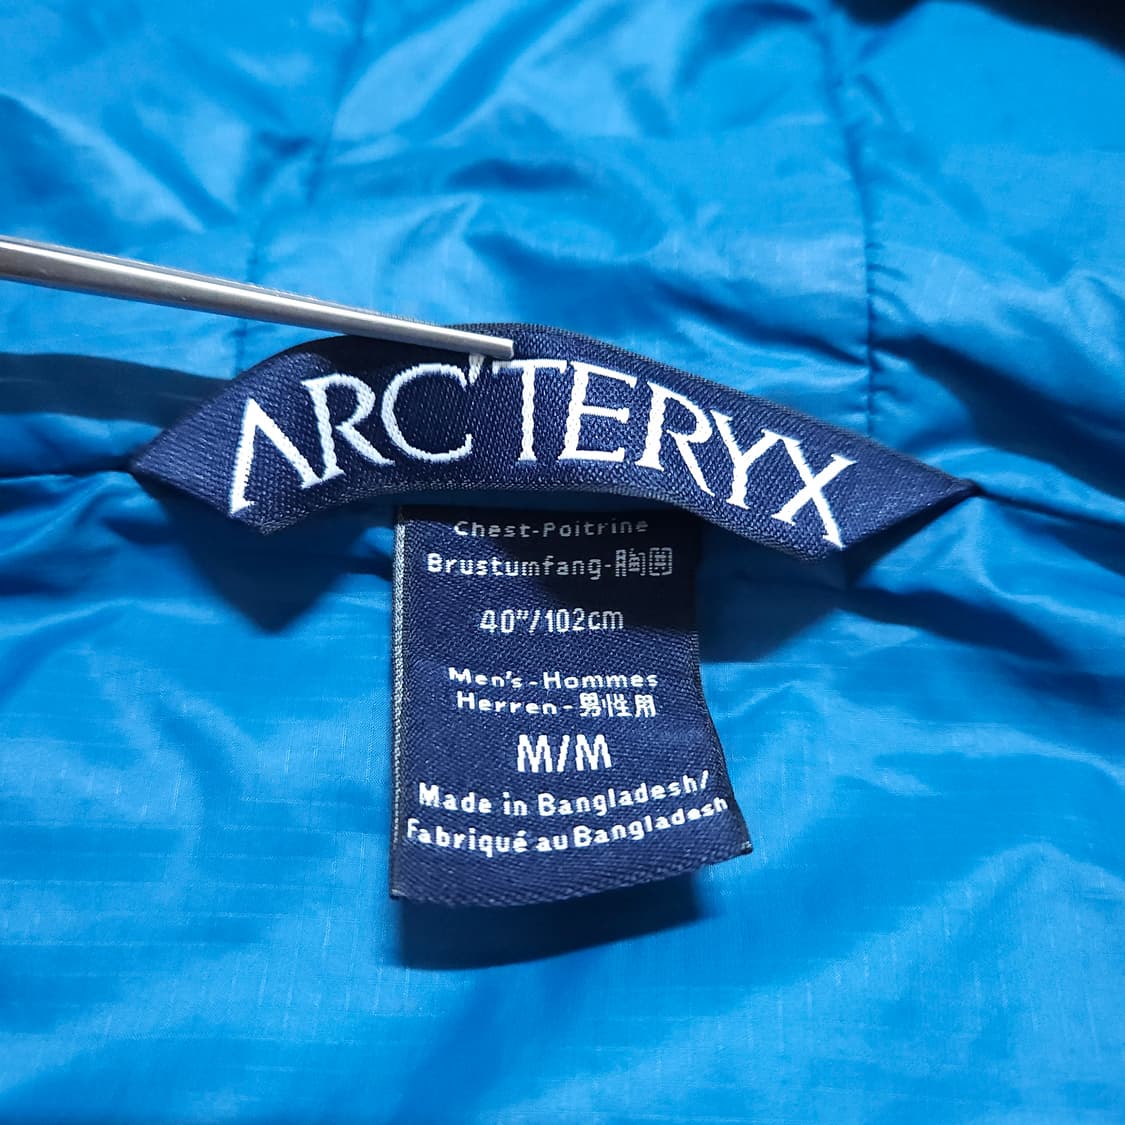 ARC'TERYX
Chest-Poitrine
Brustumfang-胸囲
40"/102cm
Men's-Hommes
Herren-男性用
M/M
Made in Bangladesh/
Fabriqué au Bangladesh